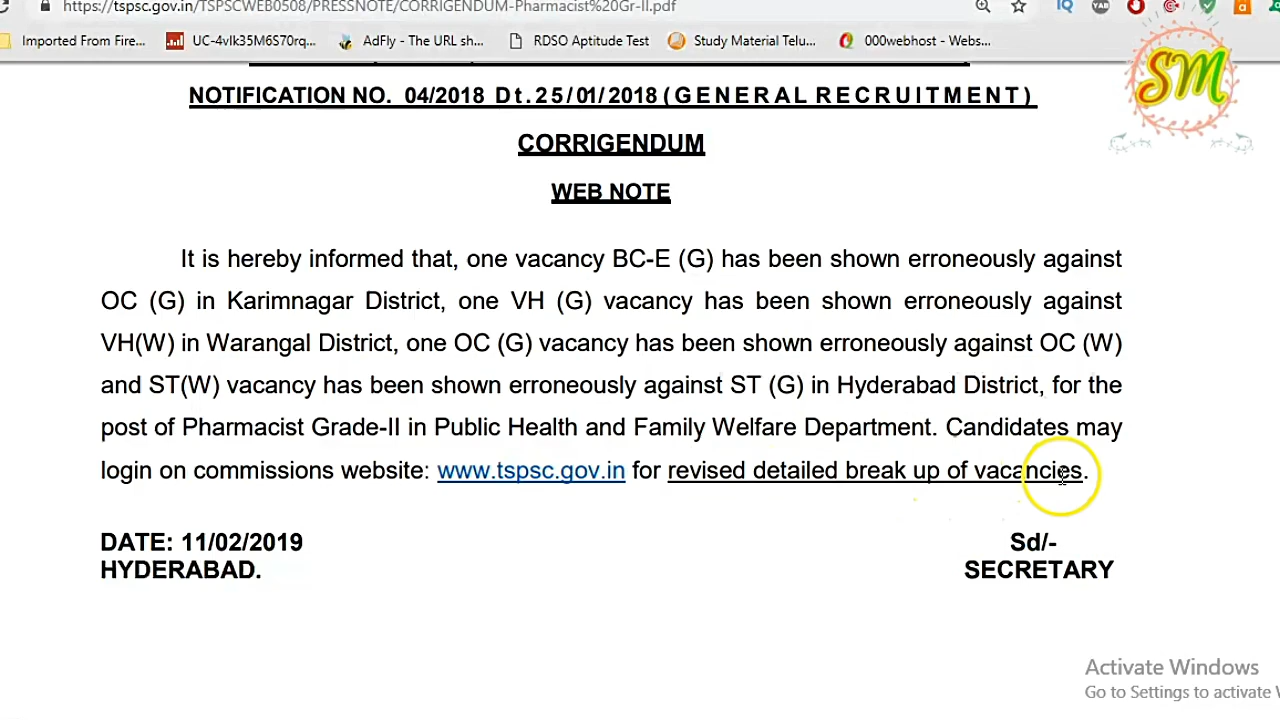 https://tspsc.gov.in/TSPSCWEB0508/PRESSNOTE/CORRIGENDUM-Pharmacist%20Gr-II.pdf
Imported From Fire... UC-4vlk35M6S70rq... AdFly - The URL sh... RDSO Aptitude Test Study Material Telu... 000webhost - Webs...
SM
NOTIFICATION NO. 04/2018 Dt.25/01/2018 (GENERAL RECRUITMENT)
CORRIGENDUM
WEB NOTE
It is hereby informed that, one vacancy BC-E (G) has been shown erroneously against
OC (G) in Karimnagar District, one VH (G) vacancy has been shown erroneously against
VH(W) in Warangal District, one OC (G) vacancy has been shown erroneously against OC (W)
and ST(W) vacancy has been shown erroneously against ST (G) in Hyderabad District, for the
post of Pharmacist Grade-II in Public Health and Family Welfare Department. Candidates may
login on commissions website: www.tspsc.gov.in for revised detailed break up of vacancies.
DATE: 11/02/2019 Sd/-
HYDERABAD. SECRETARY
Activate Windows
Go to Settings to activate